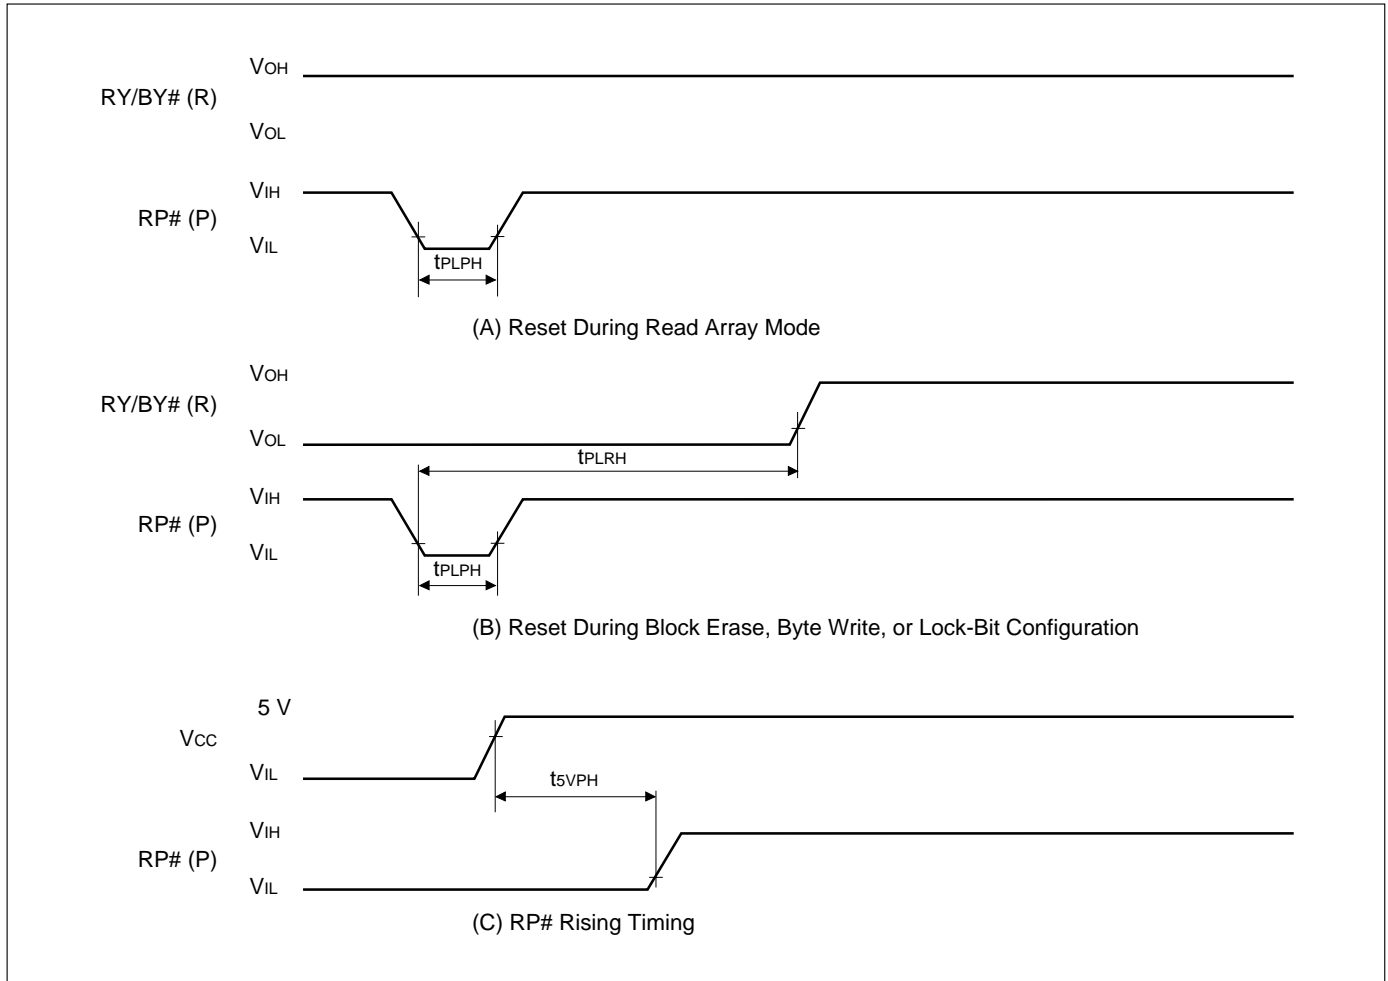 VOH
RY/BY# (R)
VOL
VIH
RP# (P)
VIL
tPLPH
(A) Reset During Read Array Mode
VOH
RY/BY# (R)
VOL
tPLRH
VIH
RP# (P)
VIL
tPLPH
(B) Reset During Block Erase, Byte Write, or Lock-Bit Configuration
5 V
VCC
VIL
t5VPH
VIH
RP# (P)
VIL
(C) RP# Rising Timing